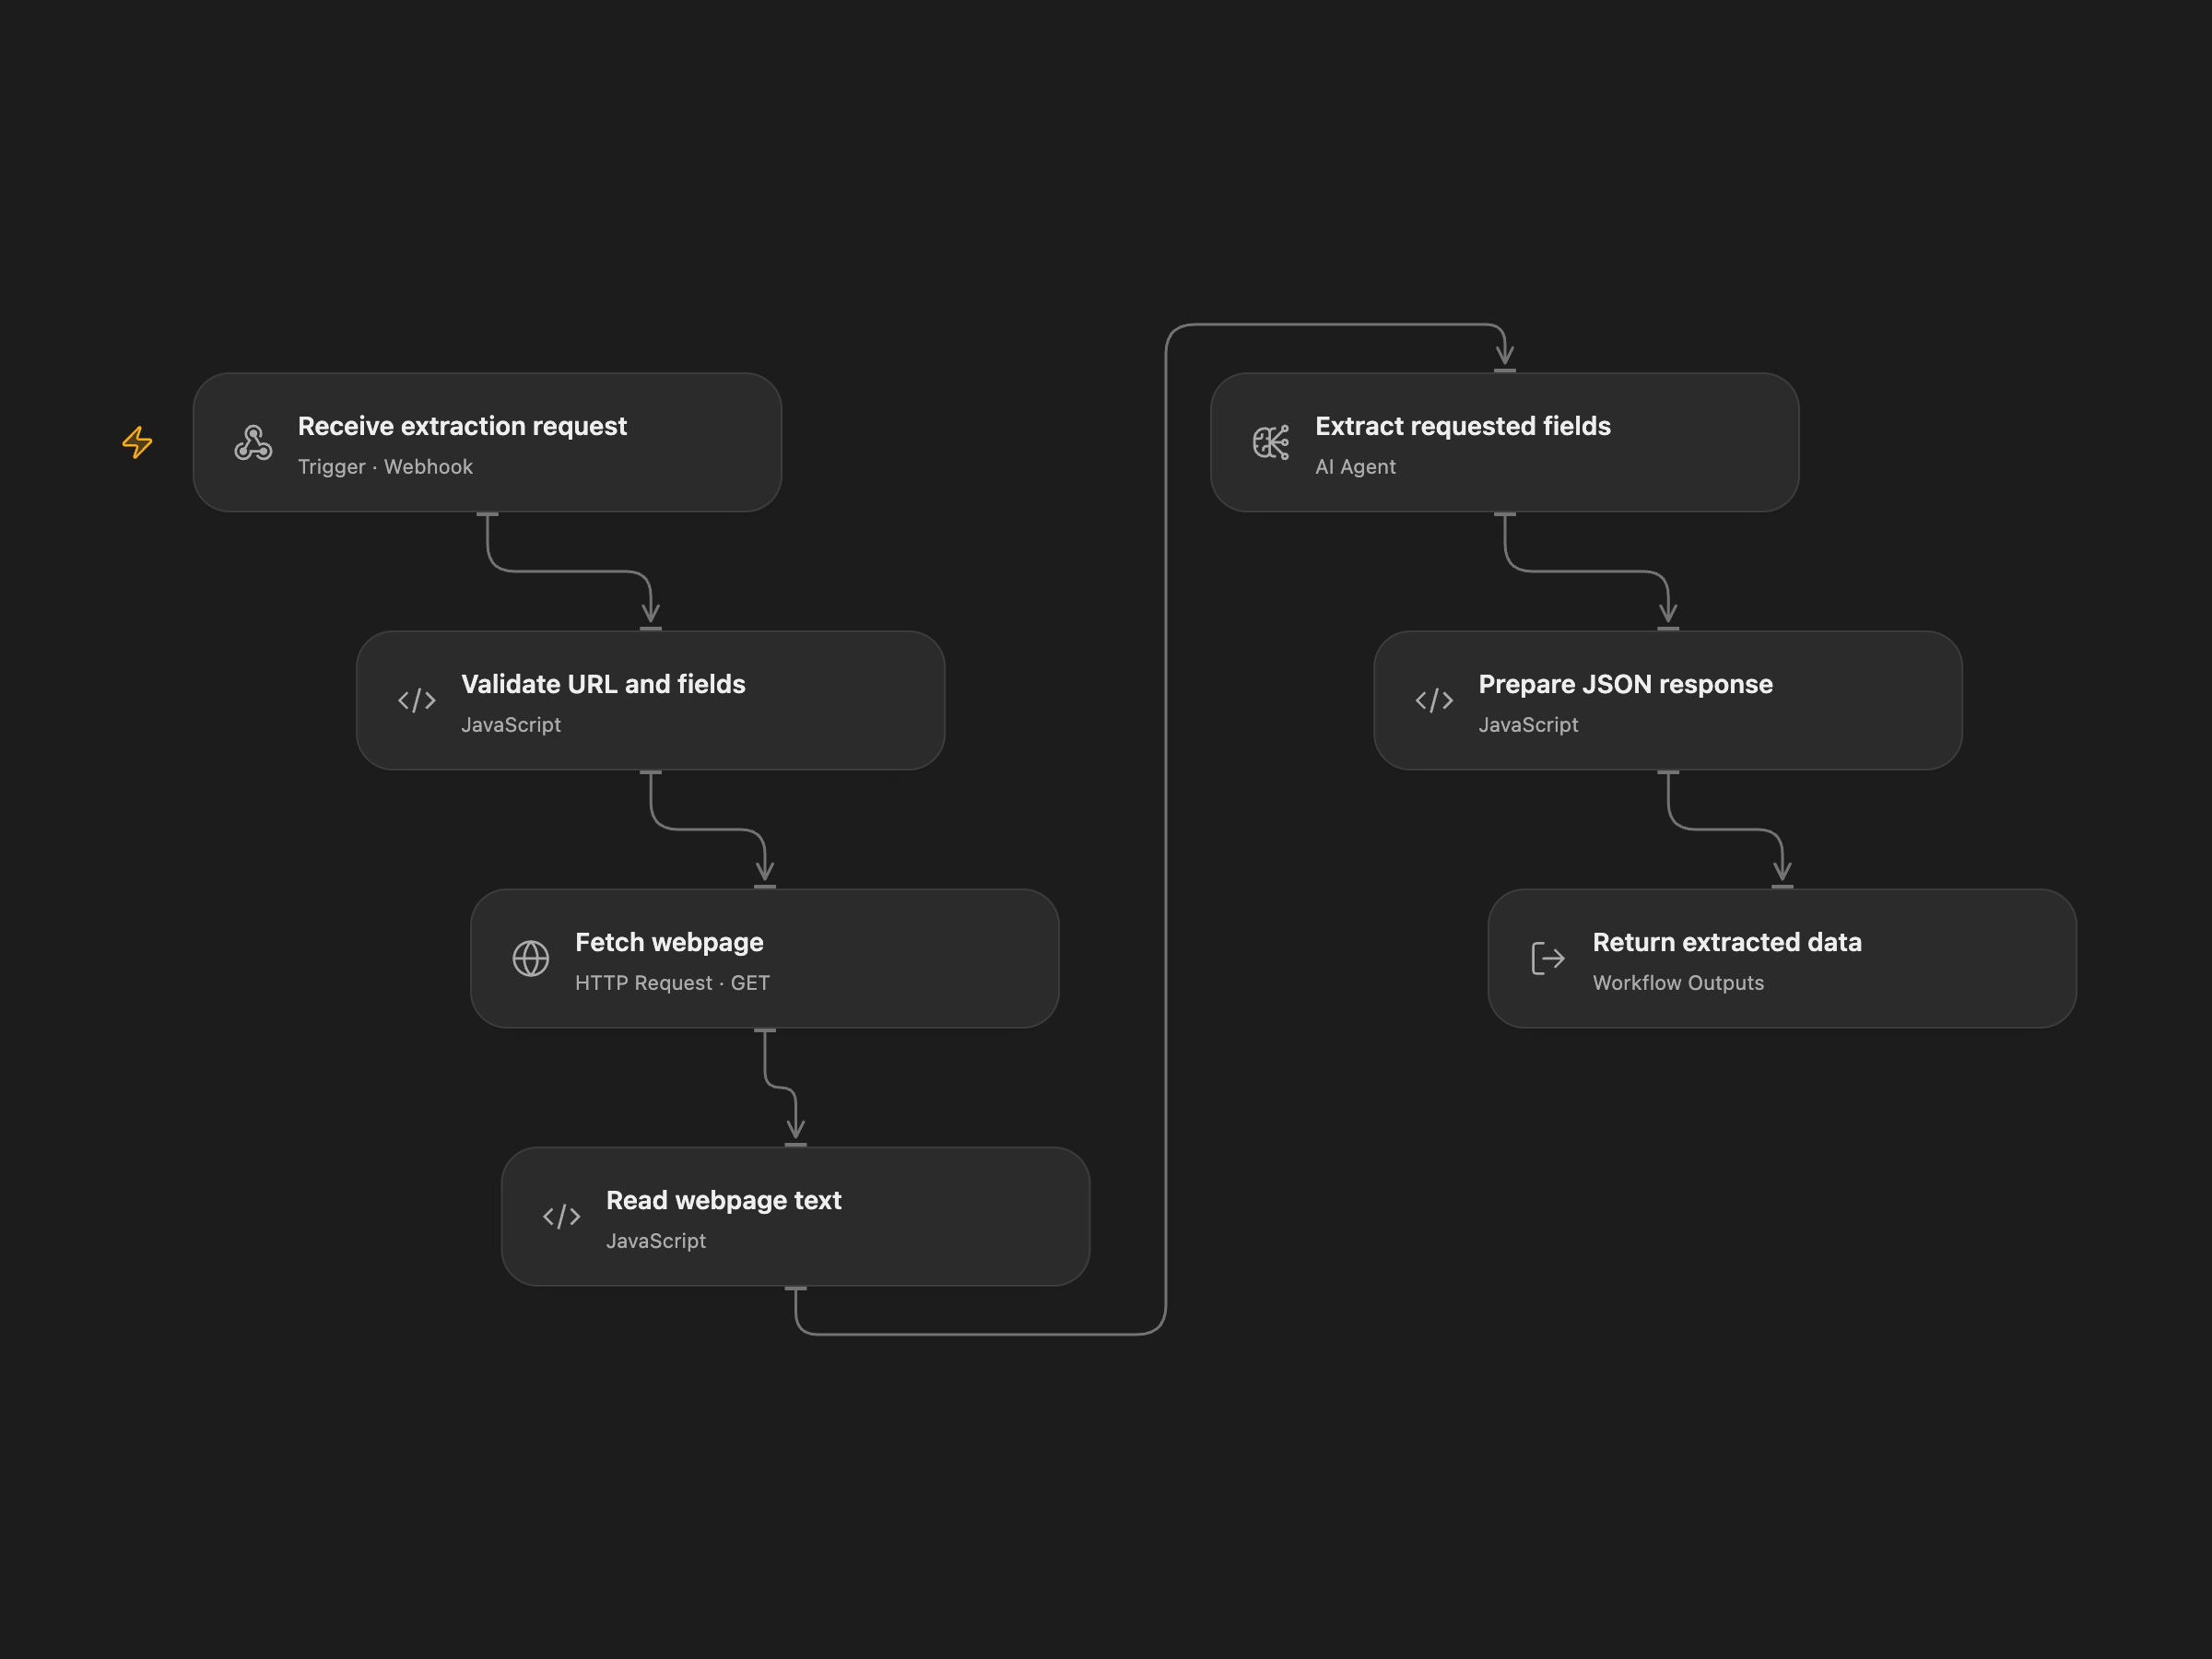 Receive extraction request
Trigger · Webhook
Validate URL and fields
JavaScript
Fetch webpage
HTTP Request · GET
Read webpage text
JavaScript
Extract requested fields
AI Agent
Prepare JSON response
JavaScript
Return extracted data
Workflow Outputs